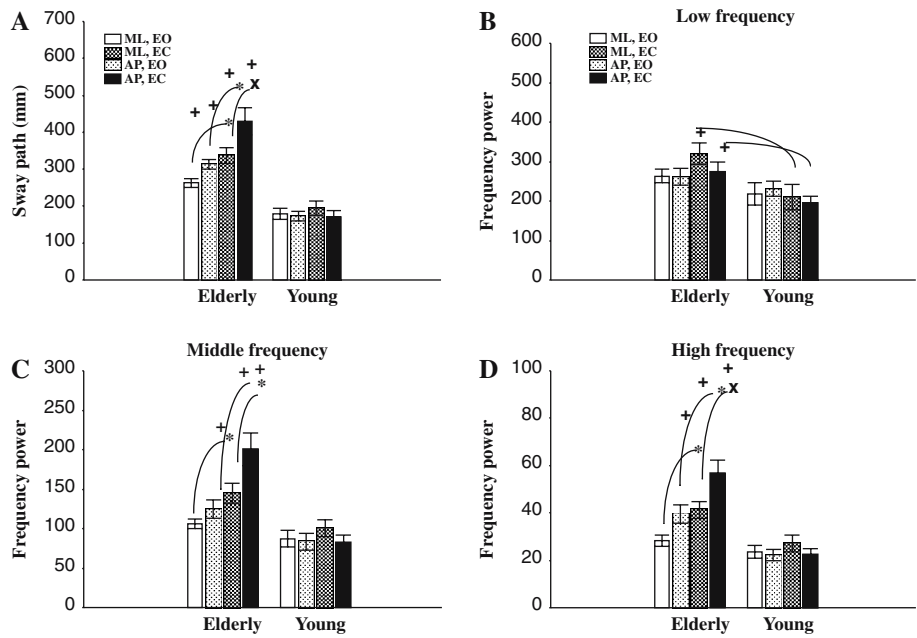 A
Sway path (mm)
700
600
500
400
300
200
100
0
ML, EO
ML, EC
AP, EO
AP, EC
+ + + +
* * x
Elderly Young
B
Low frequency
Frequency power
600
500
400
300
200
100
0
ML, EO
ML, EC
AP, EO
AP, EC
+ +
Elderly Young
C
Middle frequency
Frequency power
300
250
200
150
100
50
0
+ + +
* *
Elderly Young
D
High frequency
Frequency power
100
80
60
40
20
0
+ + +
* * x
Elderly Young